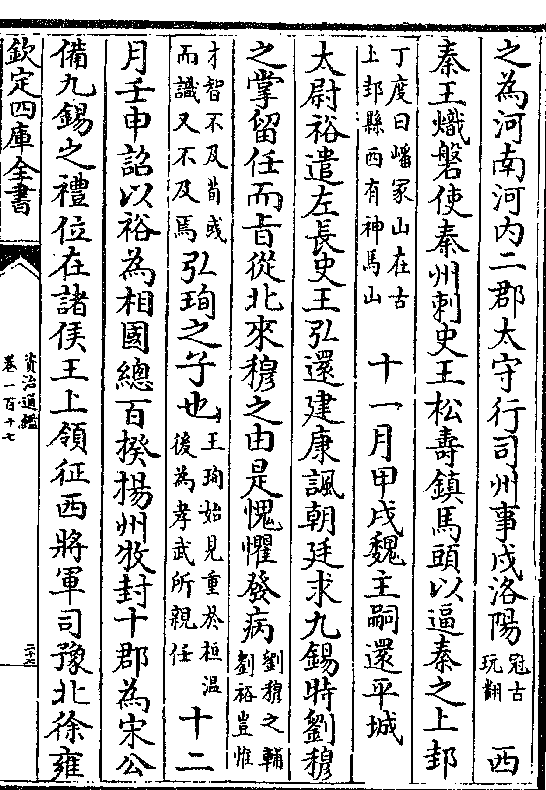 之為河南河内二郡太守行司州事戍洛陽冠古玩翻西
秦王熾磐使秦州刺史王松壽鎮馬頭以逼秦之上邽
丁度曰嶓冢山在古上邽縣西有神馬山十一月甲戌魏主嗣還平城
太尉裕遣左長史王弘還建康諷朝廷求九錫時劉穆
之掌留任而㫖從北來穆之由是愧懼發病劉穆之輔劉裕豈惟
才智不及荀彧而識又不及焉弘珣之子也王珣始見重於桓温後為孝武所親任十二
月壬申詔以裕為相國總百揆揚州牧封十郡為宋公
備九錫之禮位在諸侯王上領征西將軍司豫北徐雍
欽定四庫全書
資治通鑑
卷一百十七